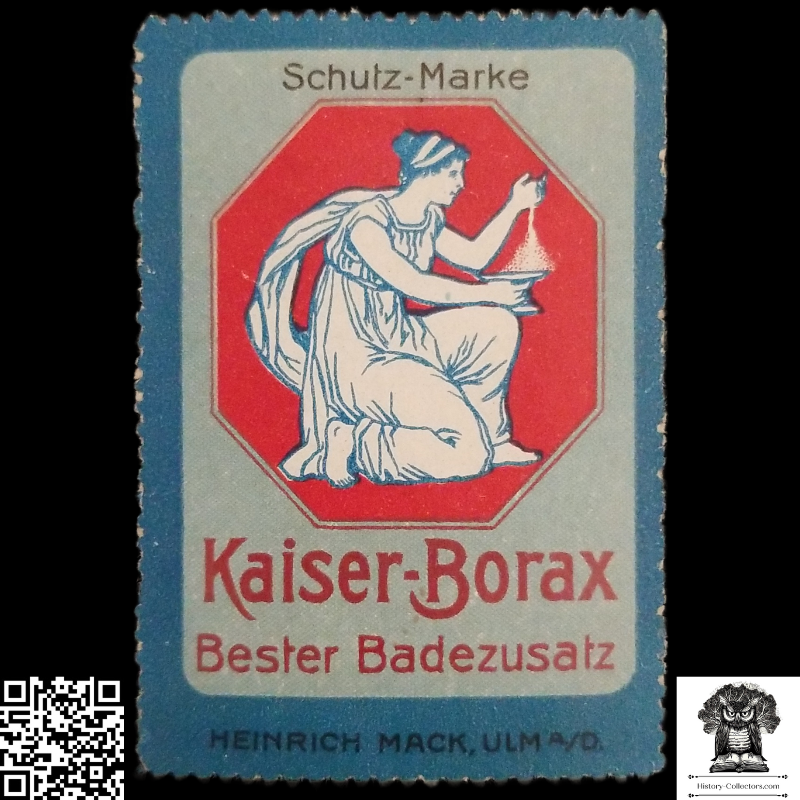 Schutz-Marke
Kaiser-Borax
Bester Badezusatz
HEINRICH MACK, ULM A/D.
History-Collectors.com